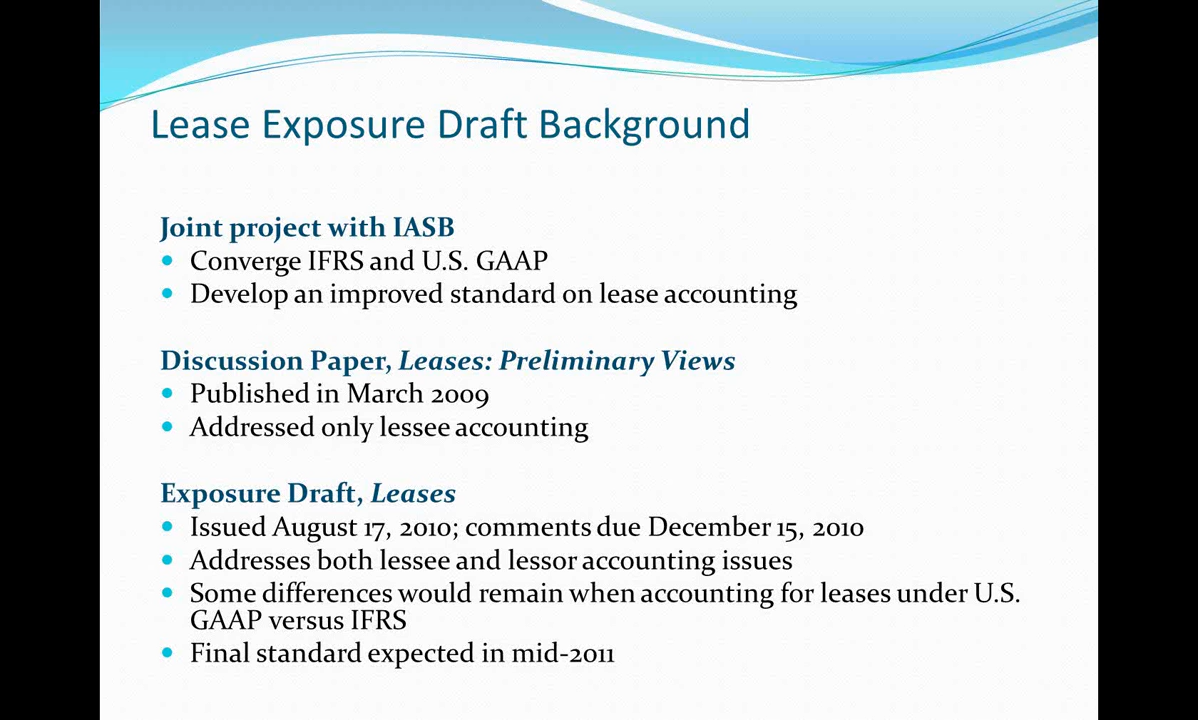 Lease Exposure Draft Background
Joint project with IASB
• Converge IFRS and U.S. GAAP
• Develop an improved standard on lease accounting
Discussion Paper, Leases: Preliminary Views
• Published in March 2009
• Addressed only lessee accounting
Exposure Draft, Leases
• Issued August 17, 2010; comments due December 15, 2010
• Addresses both lessee and lessor accounting issues
• Some differences would remain when accounting for leases under U.S.
GAAP versus IFRS
• Final standard expected in mid-2011